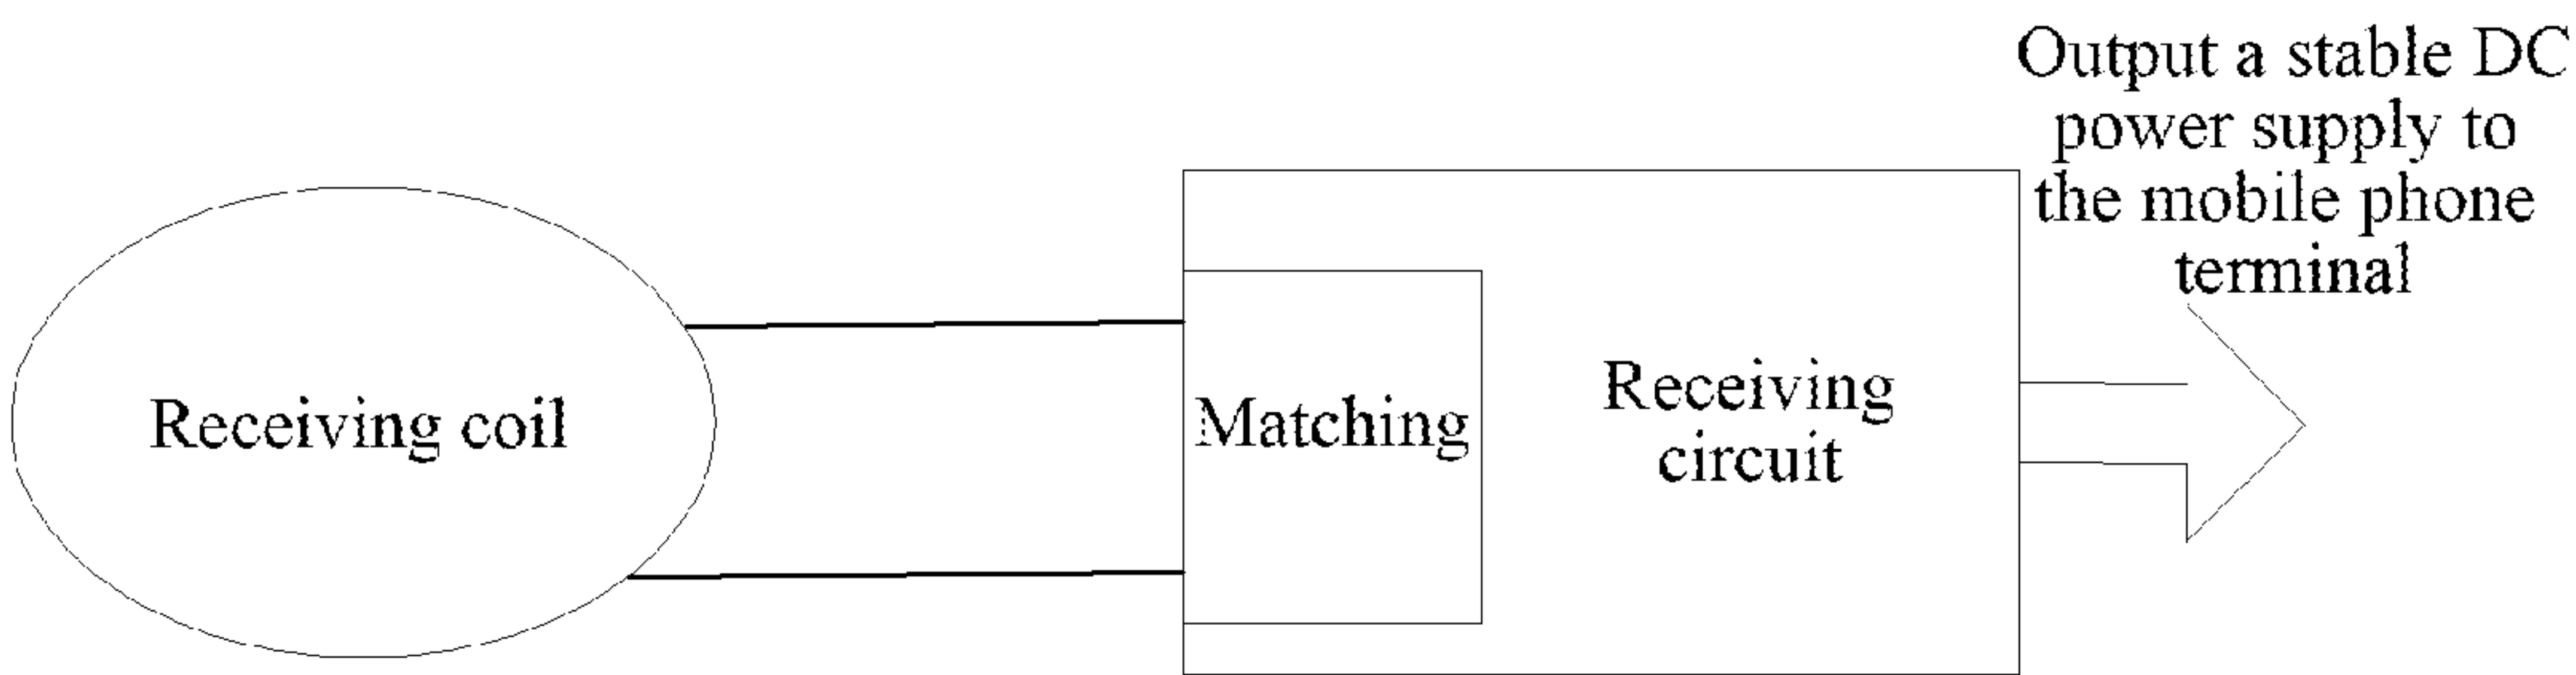 Output a stable DC
power supply to
the mobile phone
terminal
Receiving coil
Matching
Receiving
circuit